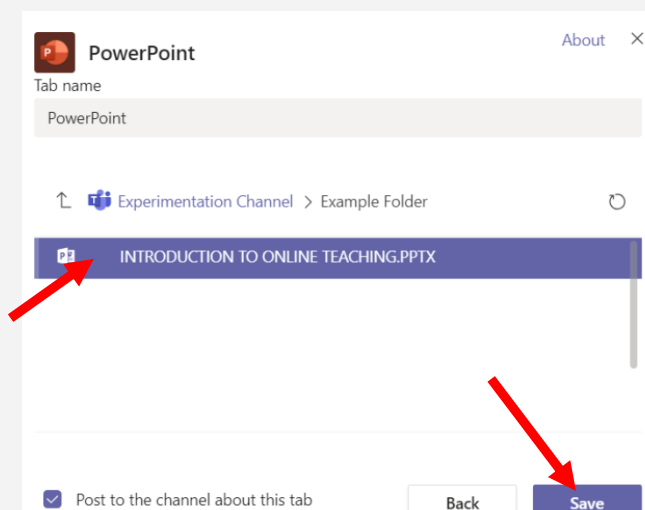 PowerPoint
About
Tab name
PowerPoint
Experimentation Channel > Example Folder
INTRODUCTION TO ONLINE TEACHING.PPTX
Post to the channel about this tab
Back
Save